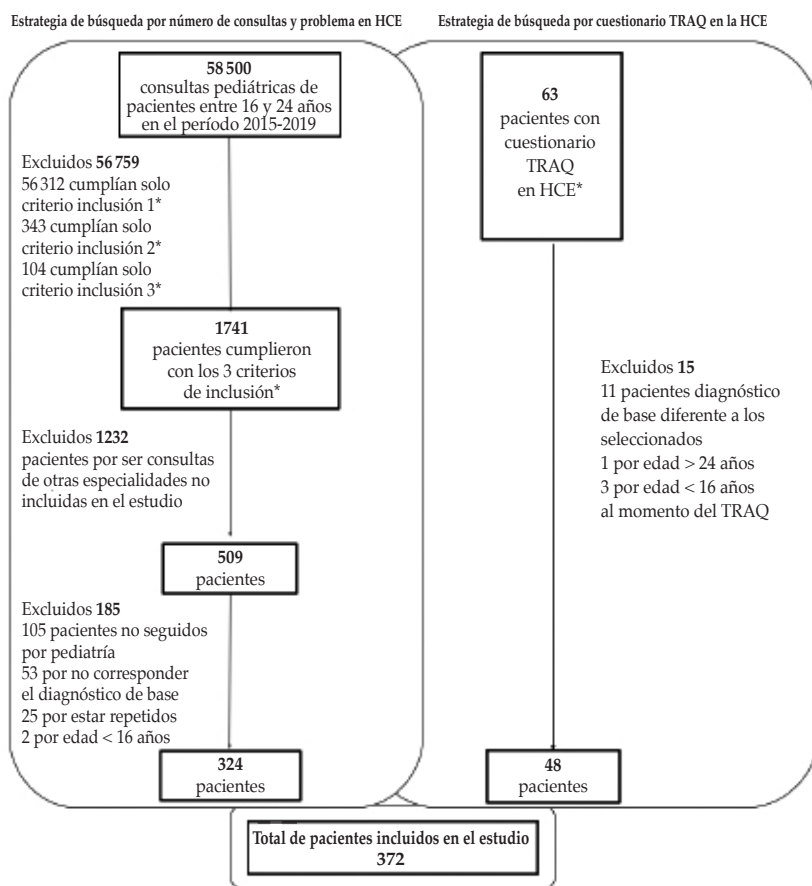 Estrategia de búsqueda por número de consultas y problema en HCE
58 500
consultas pediátricas de
pacientes entre 16 y 24 años
en el período 2015-2019
Excluidos 56 759
56 312 cumplían solo
criterio inclusión 1*
343 cumplían solo
criterio inclusión 2*
104 cumplían solo
criterio inclusión 3*
1741
pacientes cumplieron
con los 3 criterios
de inclusión*
Excluidos 1232
pacientes por ser consultas
de otras especialidades no
incluidas en el estudio
509
pacientes
Excluidos 185
105 pacientes no seguidos
por pediatría
53 por no corresponder
el diagnóstico de base
25 por estar repetidos
2 por edad < 16 años
324
pacientes
Estrategia de búsqueda por cuestionario TRAQ en la HCE
63
pacientes con
cuestionario
TRAQ
en HCE*
Excluidos 15
11 pacientes diagnóstico
de base diferente a los
seleccionados
1 por edad > 24 años
3 por edad < 16 años
al momento del TRAQ
48
pacientes
Total de pacientes incluidos en el estudio
372